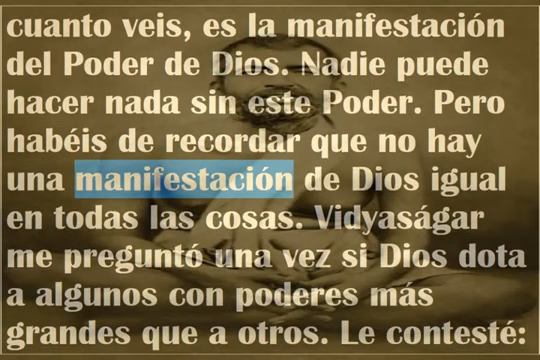 cuanto veis, es la manifestación
del Poder de Dios. Nadie puede
hacer nada sin este Poder. Pero
habéis de recordar que no hay
una manifestación de Dios igual
en todas las cosas. Vidyaságar
me preguntó una vez si Dios dota
a algunos con poderes más
grandes que a otros. Le contesté: